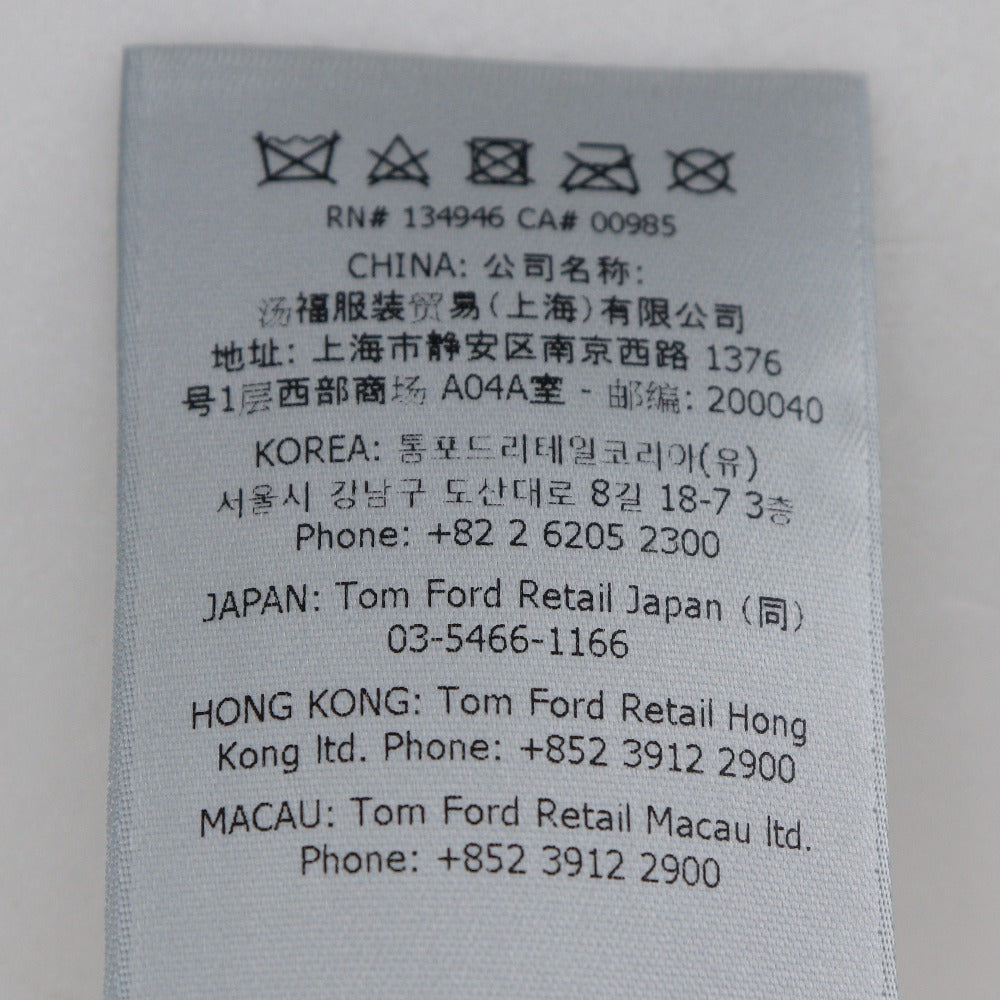 RN# 134946 CA# 00985
CHINA: 公司名称:
汤福服装贸易(上海)有限公司
地址: 上海市静安区南京西路 1376
号1层西部商场 A04A室 - 邮编: 200040
KOREA: 톰포드리테일코리아(유)
서울시 강남구 도산대로 8길 18-7 3층
Phone: +82 2 6205 2300
JAPAN: Tom Ford Retail Japan (同)
03-5466-1166
HONG KONG: Tom Ford Retail Hong
Kong ltd. Phone: +852 3912 2900
MACAU: Tom Ford Retail Macau ltd.
Phone: +852 3912 2900